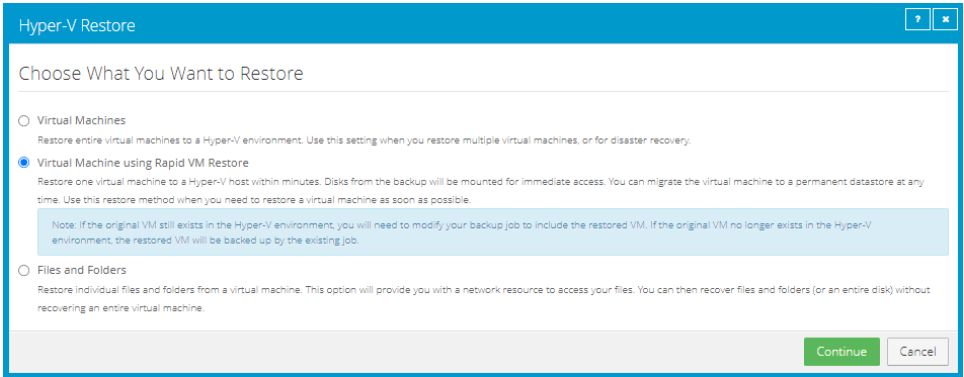 Hyper-V Restore
? ×
Choose What You Want to Restore
Virtual Machines
Restore entire virtual machines to a Hyper-V environment. Use this setting when you restore multiple virtual machines, or for disaster recovery.
Virtual Machine using Rapid VM Restore
Restore one virtual machine to a Hyper-V host within minutes. Disks from the backup will be mounted for immediate access. You can migrate the virtual machine to a permanent datastore at any
time. Use this restore method when you need to restore a virtual machine as soon as possible.
Note: If the original VM still exists in the Hyper-V environment, you will need to modify your backup job to include the restored VM. If the original VM no longer exists in the Hyper-V
environment, the restored VM will be backed up by the existing job.
Files and Folders
Restore individual files and folders from a virtual machine. This option will provide you with a network resource to access your files. You can then recover files and folders (or an entire disk) without
recovering an entire virtual machine.
Continue Cancel